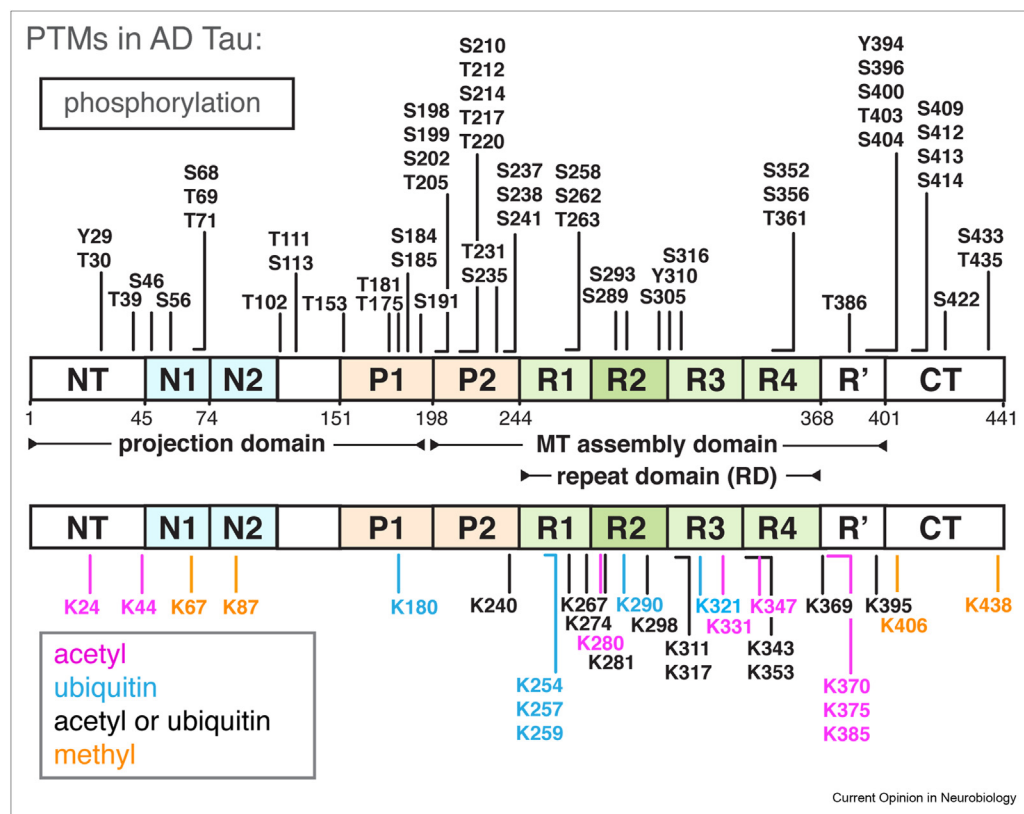 PTMs in AD Tau:
phosphorylation
Y29
T30
T39
S46
S56
S68
T69
T71
T102
T111
S113
T153
T181
T175
S184
S185
S191
S198
S199
S202
T205
S210
T212
S214
T217
T220
T231
S235
S237
S238
S241
S258
S262
T263
S293
S289
S305
Y310
S316
S352
S356
T361
T386
Y394
S396
S400
T403
S404
S409
S412
S413
S414
S422
S433
T435
NT N1 N2 P1 P2 R1 R2 R3 R4 R’ CT
1 45 74 151 198 244 368 401 441
projection domain MT assembly domain
repeat domain (RD)
NT N1 N2 P1 P2 R1 R2 R3 R4 R’ CT
K24 K44 K67 K87 K180 K240
K254
K257
K259
K267
K274
K280
K281
K290
K298
K311
K317
K321
K331
K347
K343
K353
K369
K370
K375
K385
K395
K406
K438
acetyl
ubiquitin
acetyl or ubiquitin
methyl
Current Opinion in Neurobiology